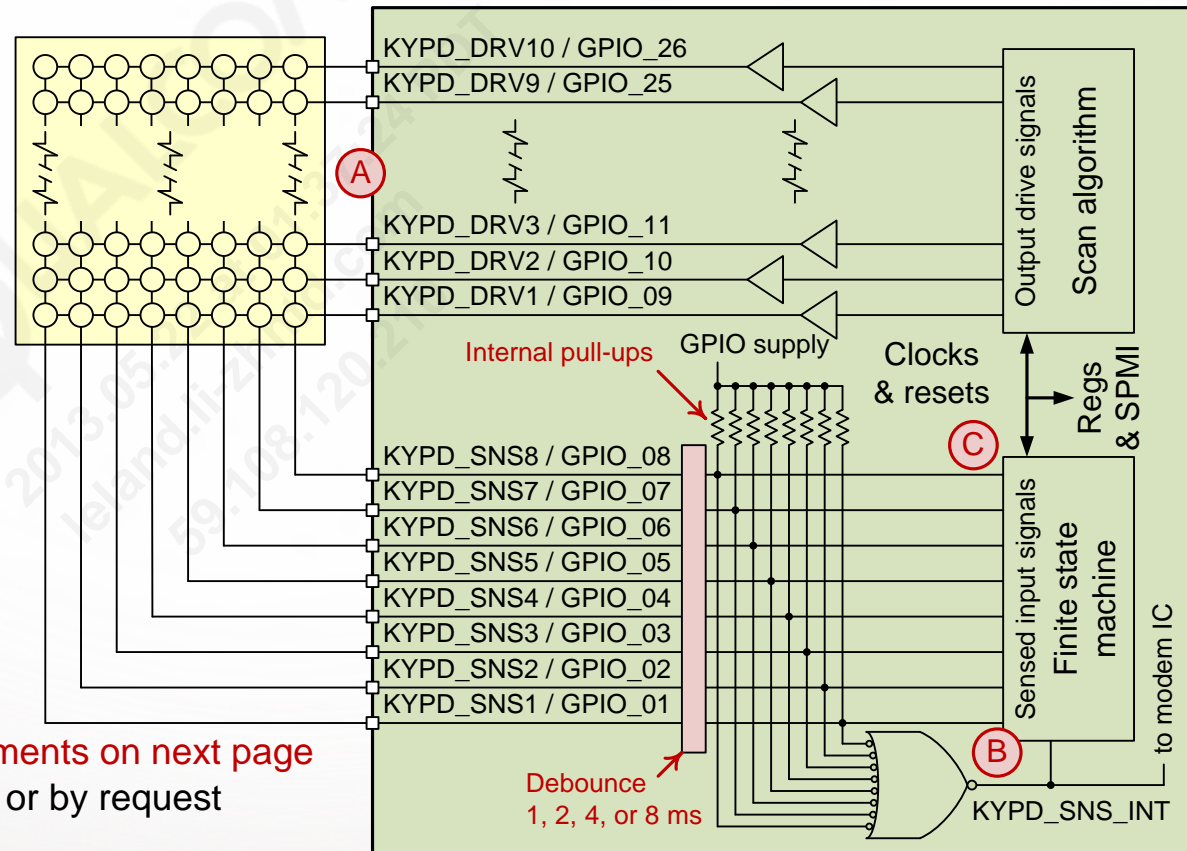 KYPD_DRV10 / GPIO_26
KYPD_DRV9 / GPIO_25
A
KYPD_DRV3 / GPIO_11
KYPD_DRV2 / GPIO_10
KYPD_DRV1 / GPIO_09
Output drive signals
Scan algorithm
Internal pull-ups
GPIO supply
Clocks
& resets
Regs
& SPMI
C
KYPD_SNS8 / GPIO_08
KYPD_SNS7 / GPIO_07
KYPD_SNS6 / GPIO_06
KYPD_SNS5 / GPIO_05
KYPD_SNS4 / GPIO_04
KYPD_SNS3 / GPIO_03
KYPD_SNS2 / GPIO_02
KYPD_SNS1 / GPIO_01
Sensed input signals
Finite state
machine
to modem IC
B
KYPD_SNS_INT
Debounce
1, 2, 4, or 8 ms
ments on next page
or by request